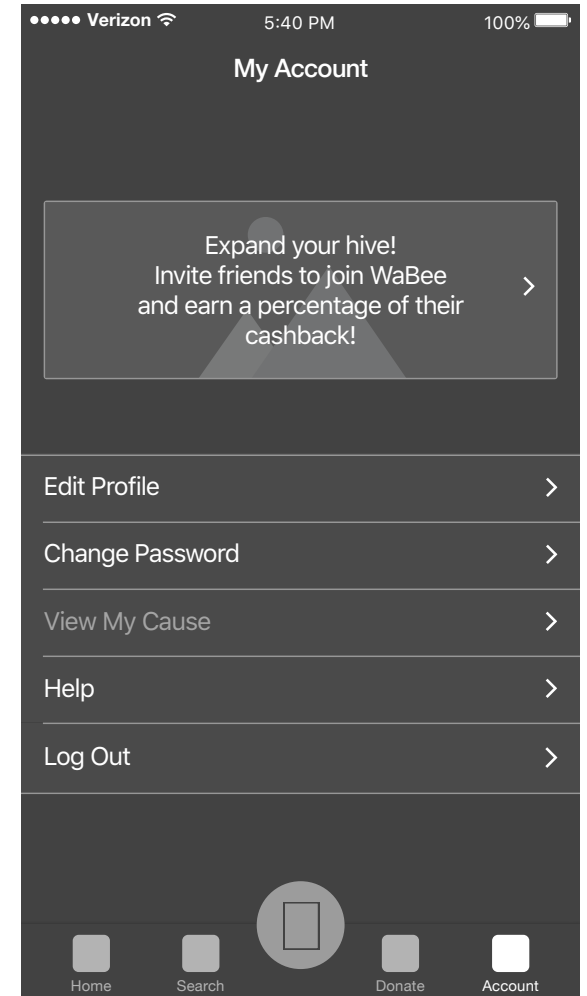 Verizon 5:40 PM 100%
My Account
Expand your hive!
Invite friends to join WaBee
and earn a percentage of their
cashback!
Edit Profile
Change Password
View My Cause
Help
Log Out
Home Search Donate Account